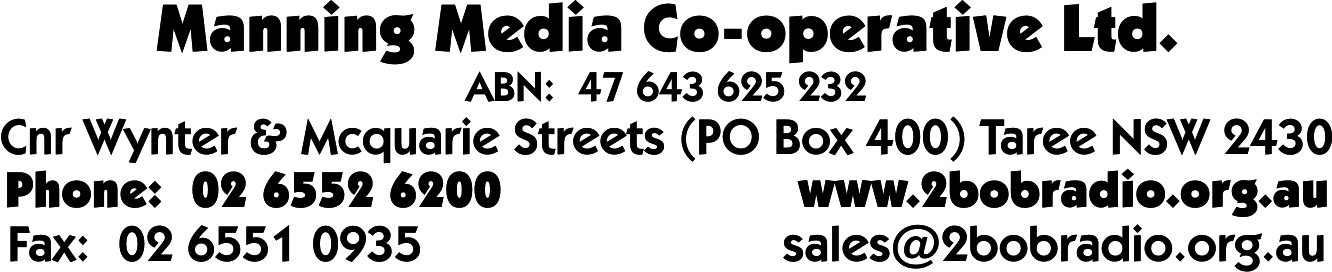 Manning Media Co-operative Ltd.
ABN: 47 643 625 232
Cnr Wynter & Mcquarie Streets (PO Box 400) Taree NSW 2430
Phone: 02 6552 6200 www.2bobradio.org.au
Fax: 02 6551 0935 sales@2bobradio.org.au